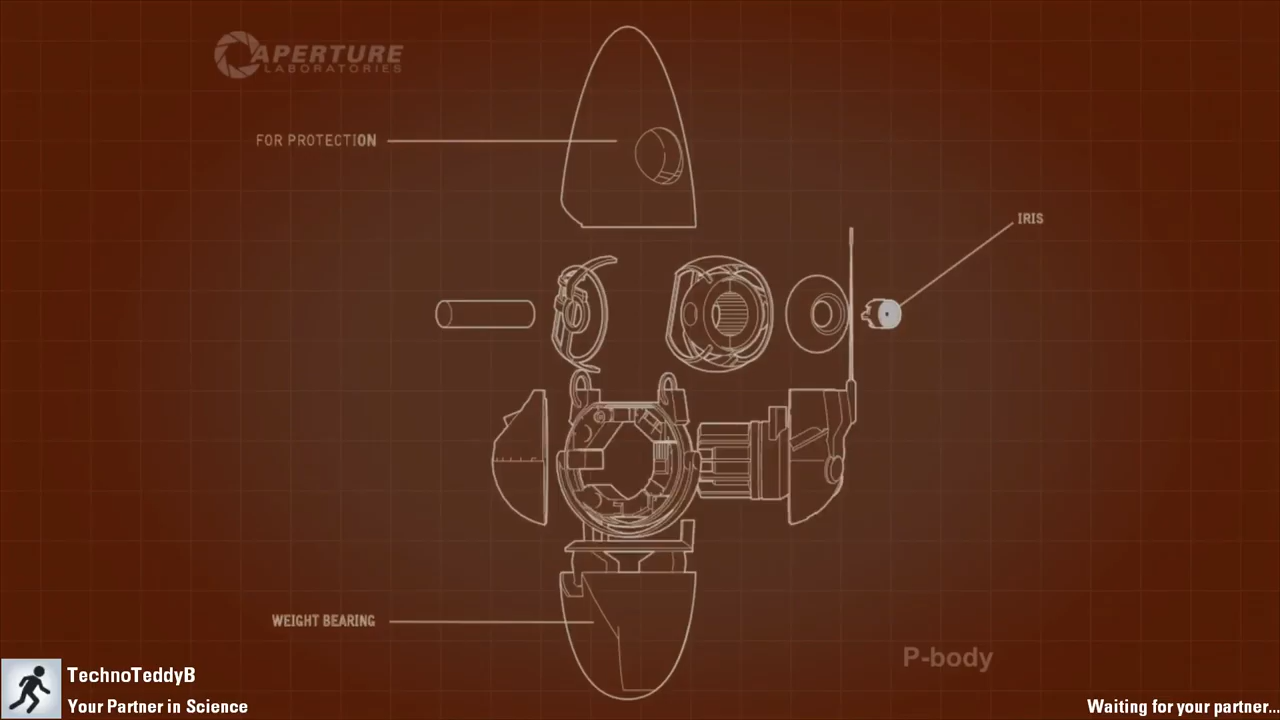 APERTURE
LABORATORIES
FOR PROTECTION
IRIS
WEIGHT BEARING
P-body
TechnoTeddyB
Your Partner in Science
Waiting for your partner...